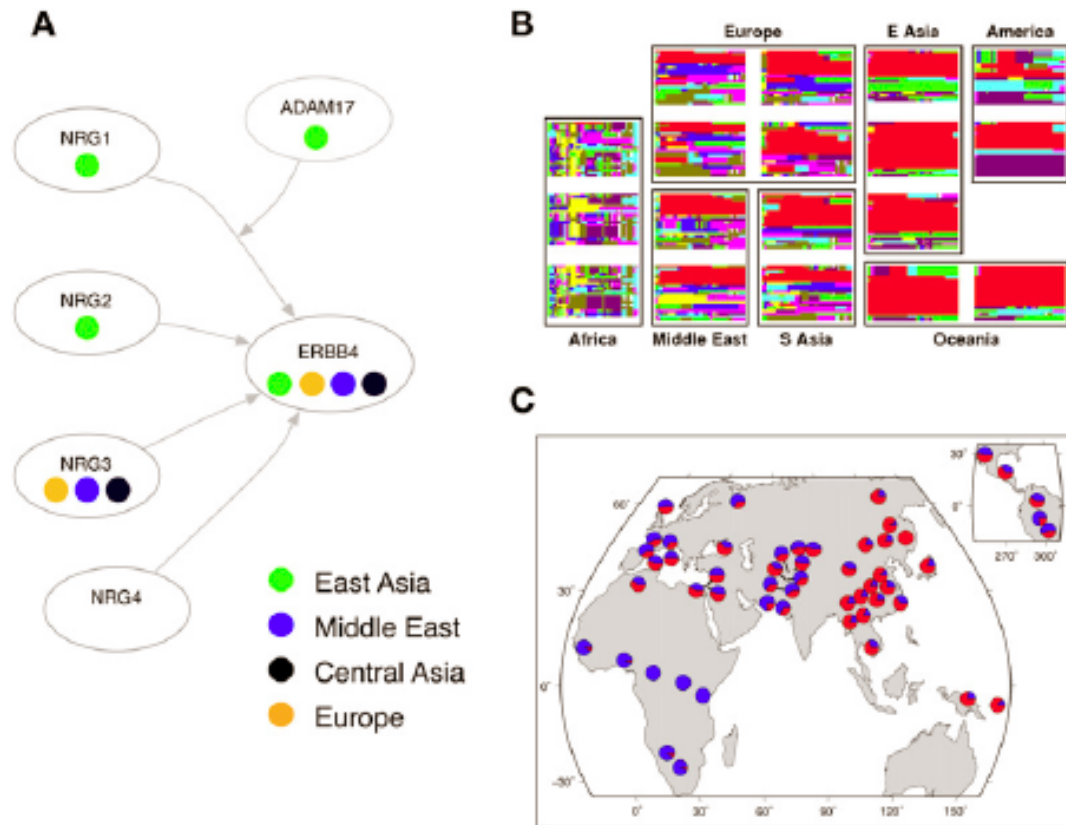 A
ADAM17
NRG1
NRG2
ERBB4
NRG3
NRG4
East Asia
Middle East
Central Asia
Europe
B
Europe
E Asia
America
Africa
Middle East
S Asia
Oceania
C
30°
0°
270°
300°
60°
30°
0°
−30°
0°
30°
60°
90°
120°
150°